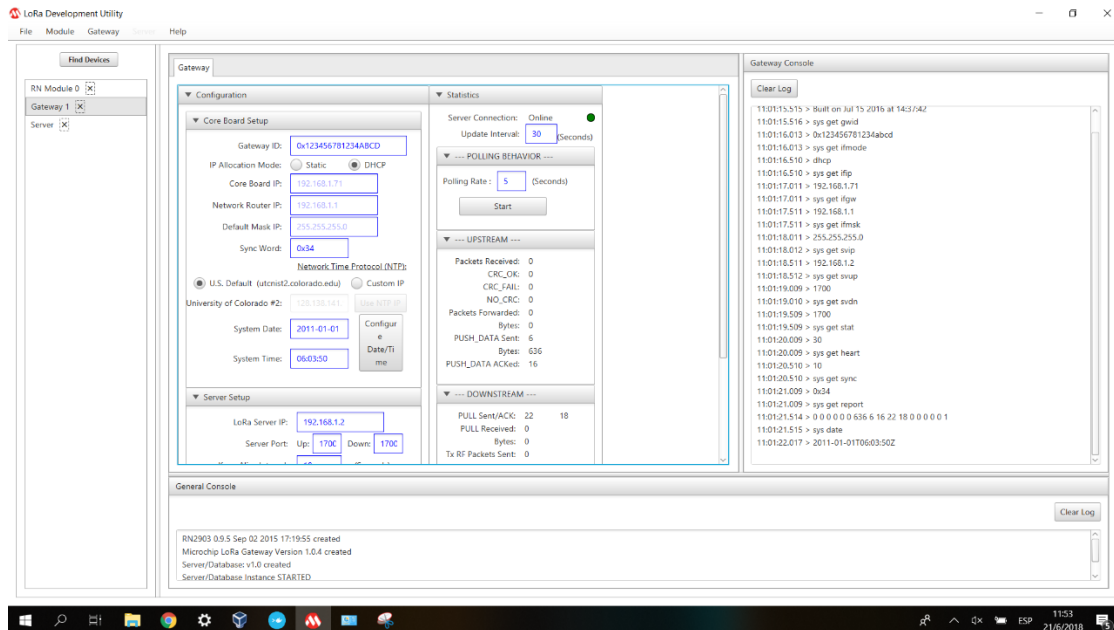 LoRa Development Utility
File Module Gateway Server Help
Find Devices
RN Module 0
Gateway 1
Server
Gateway
Configuration
Core Board Setup
Gateway ID: 0x123456781234ABCD
IP Allocation Mode: Static DHCP
Core Board IP: 192.168.1.71
Network Router IP: 192.168.1.1
Default Mask IP: 255.255.255.0
Sync Word: 0x34
Network Time Protocol (NTP):
U.S. Default (utcnist2.colorado.edu) Custom IP
University of Colorado #2: 128.138.141. Use NTP IP
System Date: 2011-01-01
System Time: 06:03:50
Configur
e
Date/Ti
me
Server Setup
LoRa Server IP: 192.168.1.2
Server Port: Up: 1700 Down: 1700
Statistics
Server Connection: Online
Update Interval: 30 (Seconds)
--- POLLING BEHAVIOR ---
Polling Rate : 5 (Seconds)
Start
--- UPSTREAM ---
Packets Received: 0
CRC_OK: 0
CRC_FAIL: 0
NO_CRC: 0
Packets Forwarded: 0
Bytes: 0
PUSH_DATA Sent: 6
Bytes: 636
PUSH_DATA ACKed: 16
--- DOWNSTREAM ---
PULL Sent/ACK: 22 18
PULL Received: 0
Bytes: 0
Tx RF Packets Sent: 0
Gateway Console
Clear Log
11:01:15.515 > Built on Jul 15 2016 at 14:37:42
11:01:15.516 > sys get gwid
11:01:16.013 > 0x123456781234abcd
11:01:16.013 > sys get ifmode
11:01:16.510 > dhcp
11:01:16.510 > sys get ifip
11:01:17.011 > 192.168.1.71
11:01:17.011 > sys get ifgw
11:01:17.511 > 192.168.1.1
11:01:17.511 > sys get ifmsk
11:01:18.011 > 255.255.255.0
11:01:18.012 > sys get svip
11:01:18.511 > 192.168.1.2
11:01:18.512 > sys get svup
11:01:19.009 > 1700
11:01:19.010 > sys get svdn
11:01:19.509 > 1700
11:01:19.509 > sys get stat
11:01:20.009 > 30
11:01:20.009 > sys get heart
11:01:20.510 > 10
11:01:20.510 > sys get sync
11:01:21.009 > 0x34
11:01:21.009 > sys get report
11:01:21.514 > 0 0 0 0 0 0 636 6 16 22 18 0 0 0 0 0 1
11:01:21.515 > sys date
11:01:22.017 > 2011-01-01T06:03:50Z
General Console
Clear Log
RN2903 0.9.5 Sep 02 2015 17:19:55 created
Microchip LoRa Gateway Version 1.0.4 created
Server/Database: v1.0 created
Server/Database Instance STARTED
ESP
11:53
21/6/2018
5